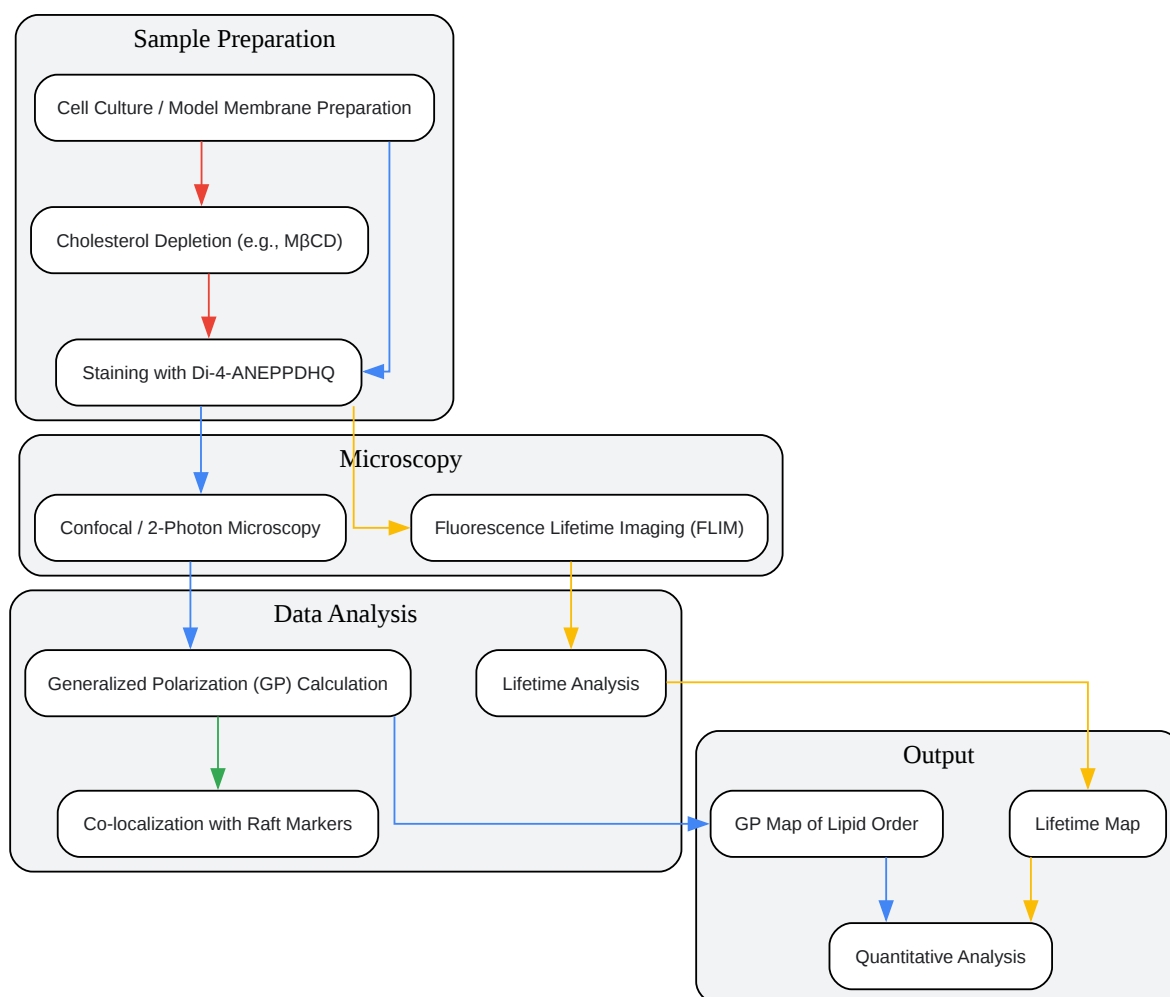 Sample Preparation
Cell Culture / Model Membrane Preparation
Cholesterol Depletion (e.g., MβCD)
Staining with Di-4-ANEPPDHQ
Microscopy
Confocal / 2-Photon Microscopy
Fluorescence Lifetime Imaging (FLIM)
Data Analysis
Generalized Polarization (GP) Calculation
Lifetime Analysis
Co-localization with Raft Markers
Output
GP Map of Lipid Order
Lifetime Map
Quantitative Analysis